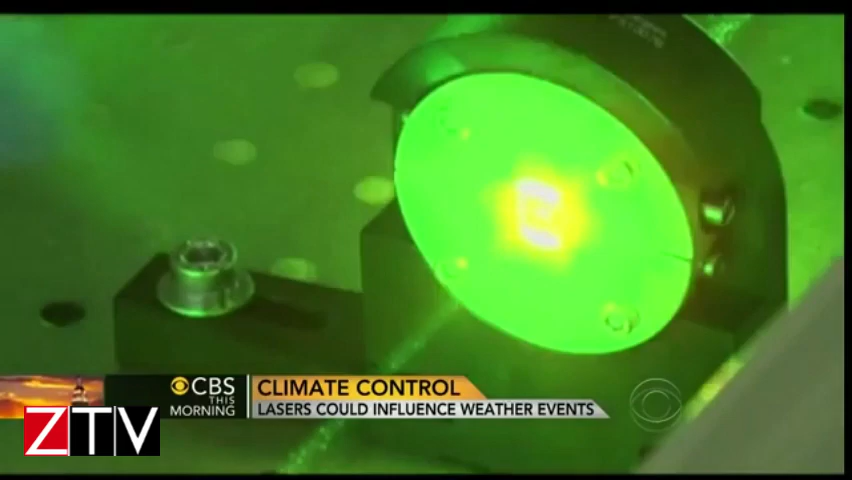 CBS
THIS
MORNING
CLIMATE CONTROL
LASERS COULD INFLUENCE WEATHER EVENTS
ZTV